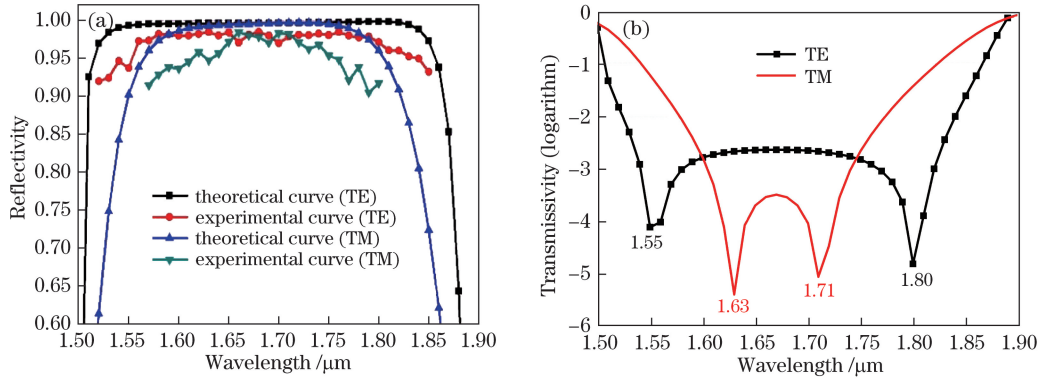 (a)
Reflectivity
1.00
0.95
0.90
0.85
0.80
0.75
0.70
0.65
0.60
theoretical curve (TE)
experimental curve (TE)
theoretical curve (TM)
experimental curve (TM)
1.50 1.55 1.60 1.65 1.70 1.75 1.80 1.85 1.90
Wavelength /μm
(b)
Transmissivity (logarithm)
0
−1
−2
−3
−4
−5
−6
TE
TM
1.55
1.63
1.71
1.80
1.50 1.55 1.60 1.65 1.70 1.75 1.80 1.85 1.90
Wavelength /μm